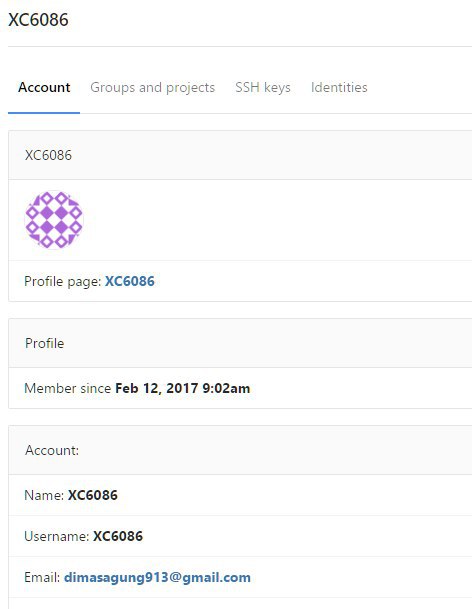 XC6086
Account Groups and projects SSH keys Identities
XC6086
Profile page: XC6086
Profile
Member since Feb 12, 2017 9:02am
Account:
Name: XC6086
Username: XC6086
Email: dimasagung913@gmail.com